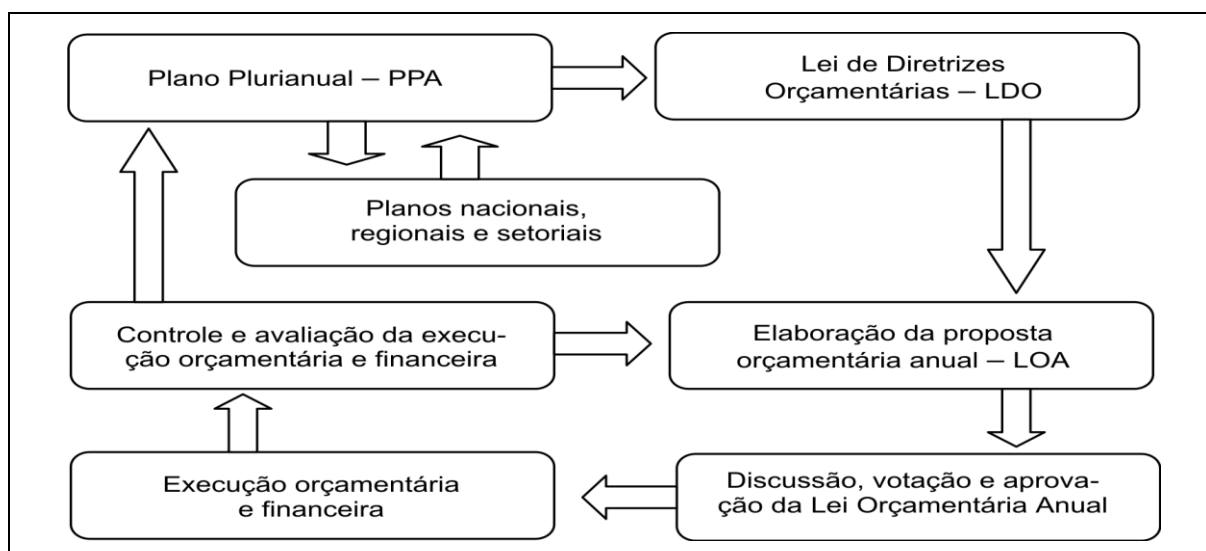 Plano Plurianual – PPA
Lei de Diretrizes
Orçamentárias – LDO
Planos nacionais,
regionais e setoriais
Controle e avaliação da execu-
ção orçamentária e financeira
Elaboração da proposta
orçamentária anual – LOA
Execução orçamentária
e financeira
Discussão, votação e aprova-
ção da Lei Orçamentária Anual